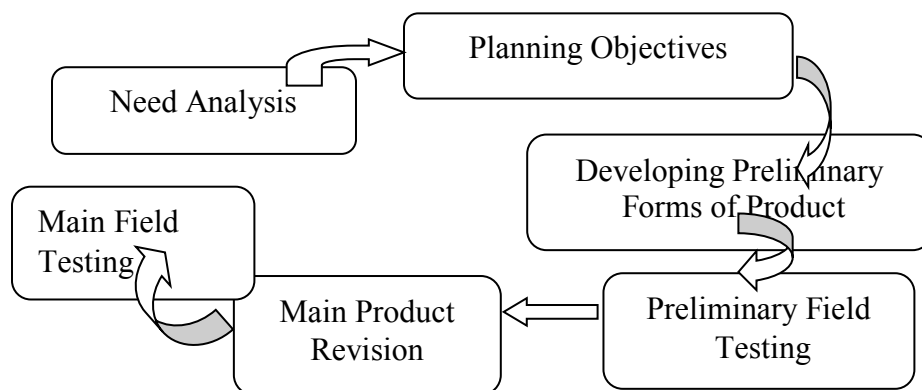 Need Analysis
Planning Objectives
Developing Preliminary
Forms of Product
Preliminary Field
Testing
Main Product
Revision
Main Field
Testing